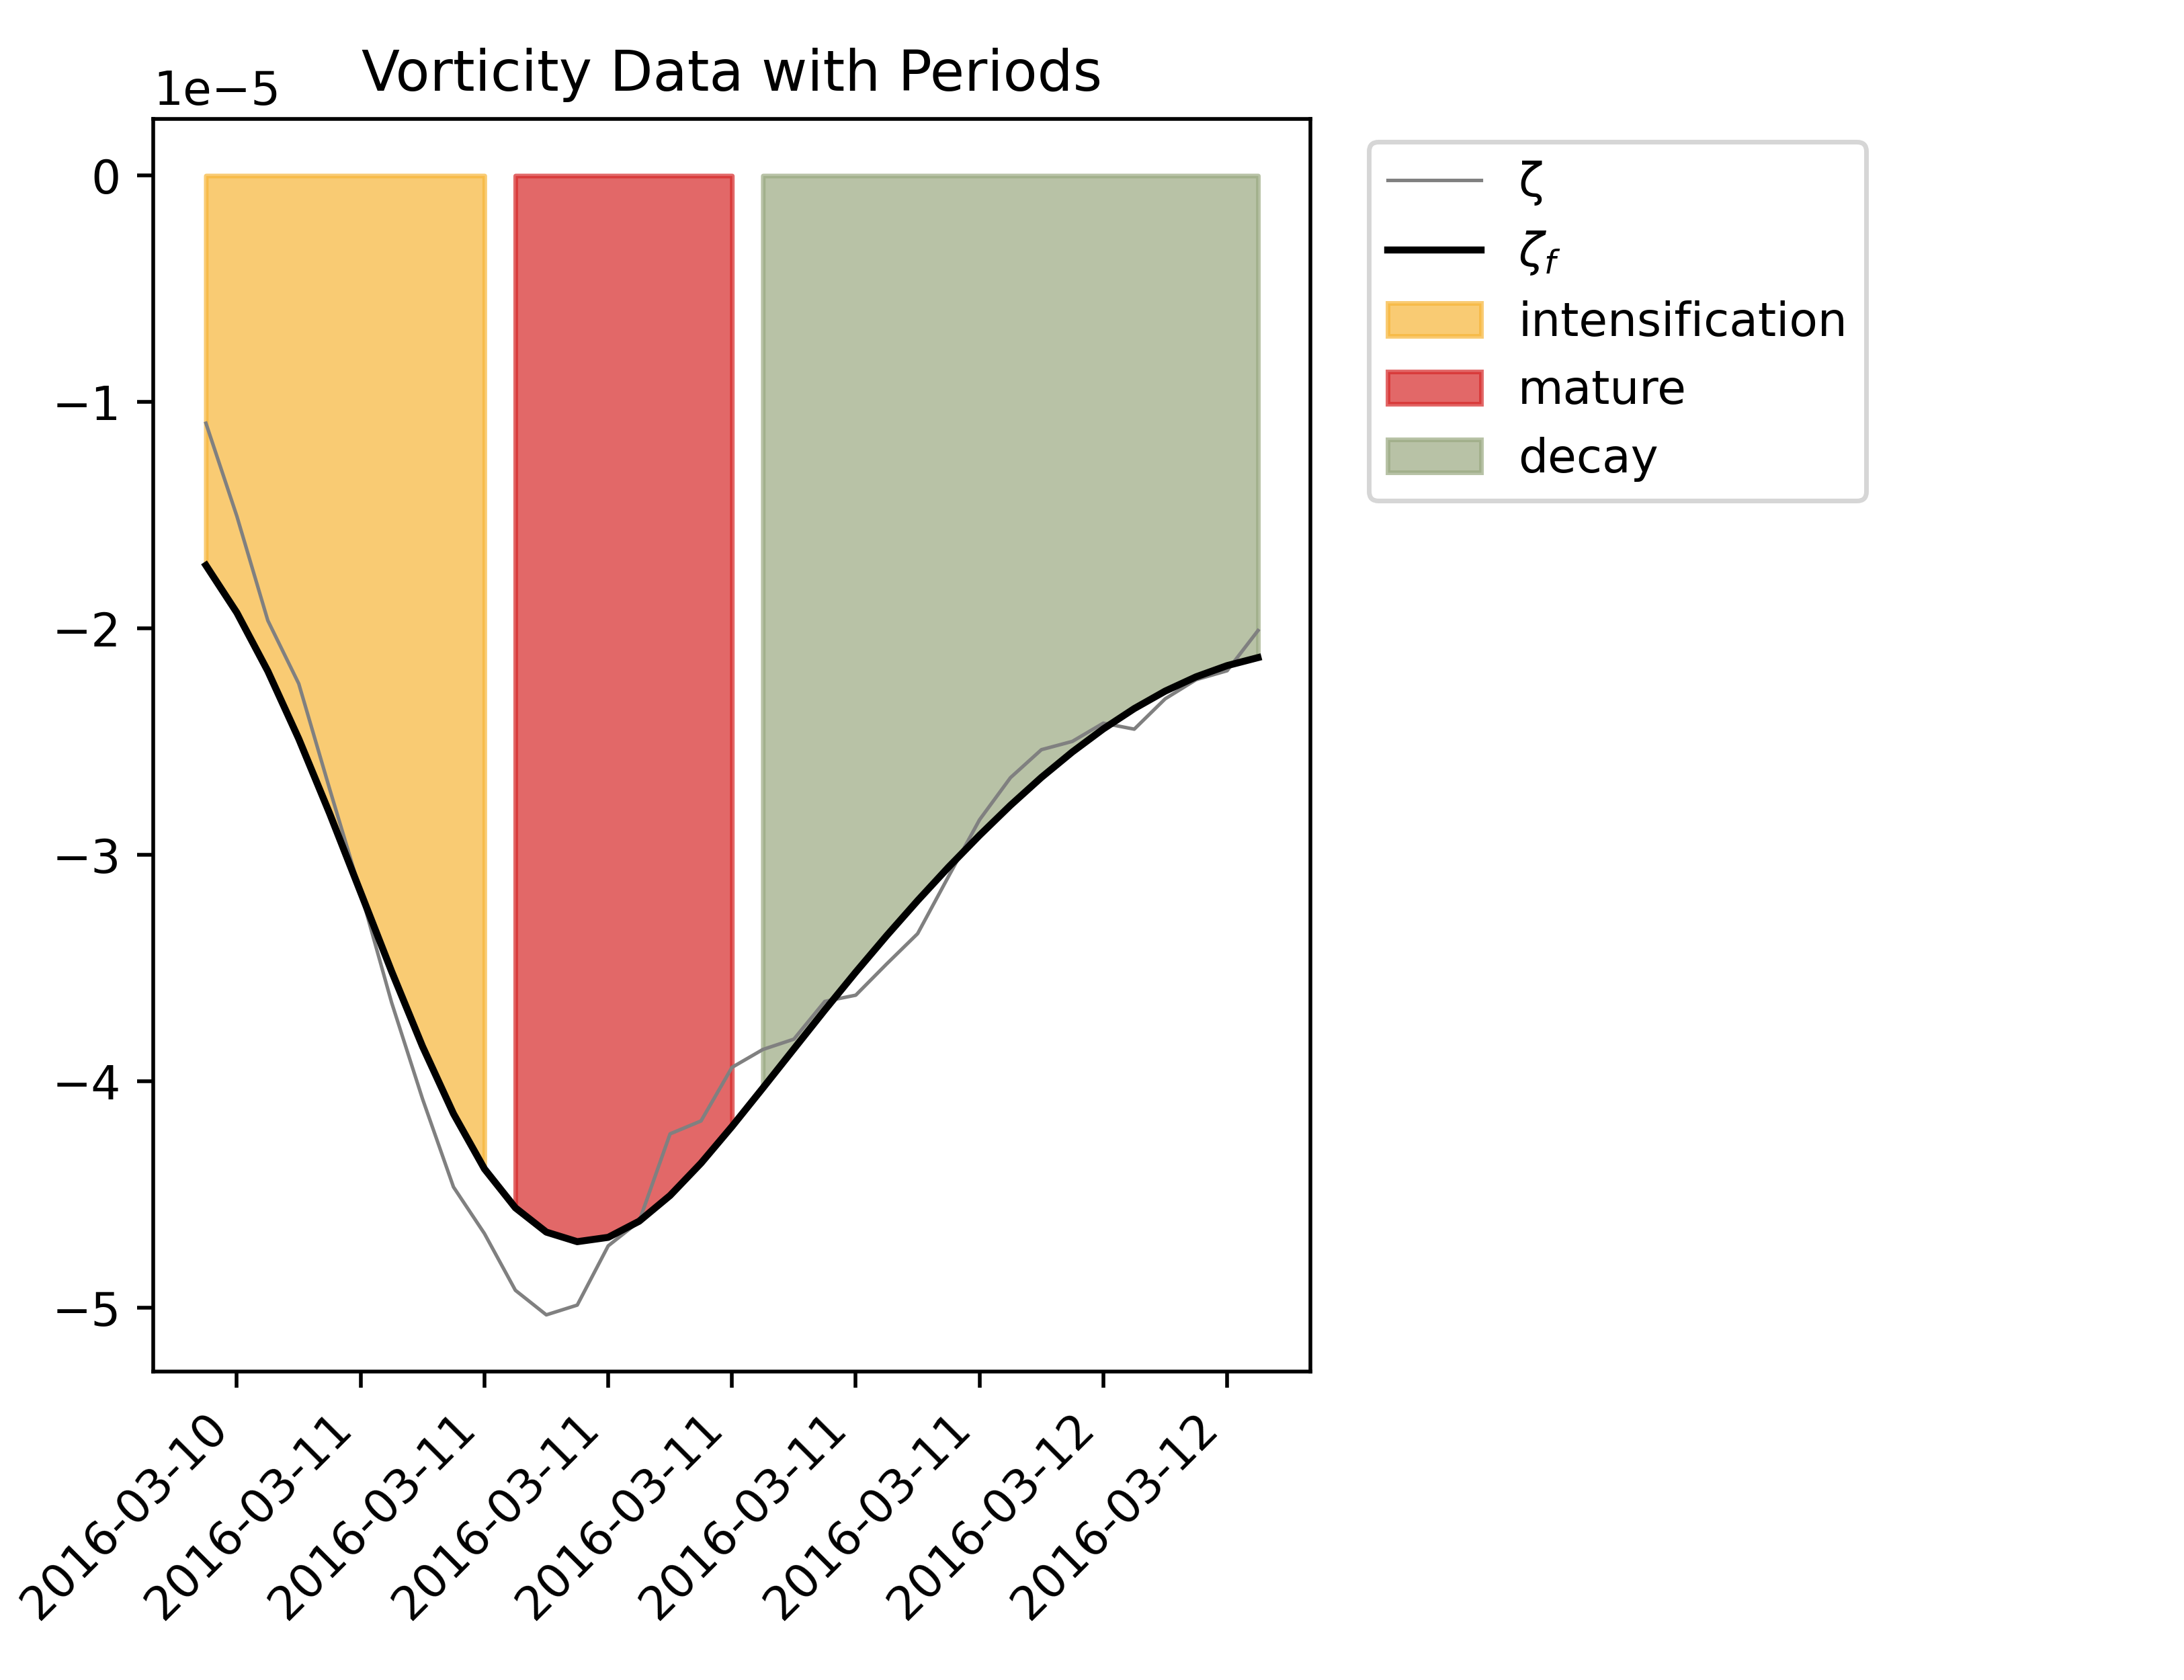 Vorticity Data with Periods
1e−5
0
−1
−2
−3
−4
−5
2016-03-10
2016-03-11
2016-03-11
2016-03-11
2016-03-11
2016-03-11
2016-03-11
2016-03-12
2016-03-12
ζ
ζf
intensification
mature
decay